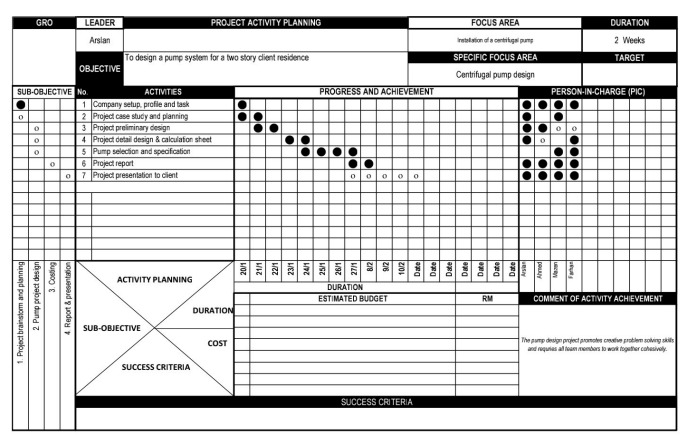 GRO LEADER PROJECT ACTIVITY PLANNING FOCUS AREA DURATION
Arslan Installation of a centrifugal pump 2 Weeks
OBJECTIVE To design a pump system for a two story client residence SPECIFIC FOCUS AREA TARGET
Centrifugal pump design
SUB-OBJECTIVE No. ACTIVITIES PROGRESS AND ACHIEVEMENT PERSON-IN-CHARGE (PIC)
1 Company setup, profile and task
o 2 Project case study and planning
o 3 Project preliminary design o o
o 4 Project detail design & calculation sheet o
o 5 Pump selection and specification
o 6 Project report
o 7 Project presentation to client o o o o o
1. Project brainstorm and planning
2. Pump project design
3. Costing
4. Report & presentation
ACTIVITY PLANNING
DURATION
SUB-OBJECTIVE
COST
SUCCESS CRITERIA
20/1 21/1 22/1 23/1 24/1 25/1 26/1 27/1 8/2 9/2 10/2 Date Date Date Date Date Date Arslan Ahmed Mazen Farhan
DURATION
ESTIMATED BUDGET RM COMMENT OF ACTIVITY ACHIEVEMENT
The pump design project promotes creative problem solving skills
and requries all team members to work together cohesively.
SUCCESS CRITERIA